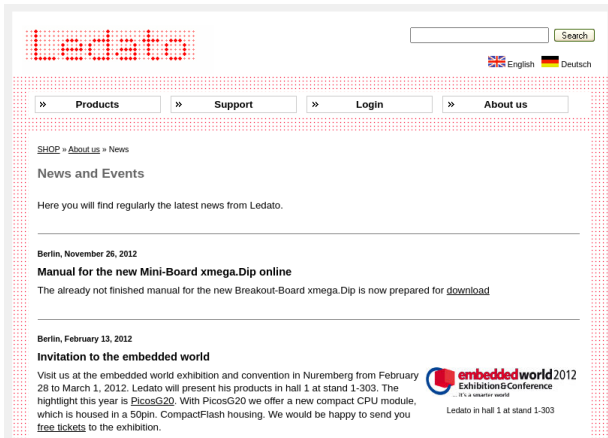 Ledato
Search
English Deutsch
» Products » Support » Login » About us
SHOP » About us » News
News and Events
Here you will find regularly the latest news from Ledato.
Berlin, November 26, 2012
Manual for the new Mini-Board xmega.Dip online
The already not finished manual for the new Breakout-Board xmega.Dip is now prepared for download
Berlin, February 13, 2012
Invitation to the embedded world
Visit us at the embedded world exhibition and convention in Nuremberg from February
28 to March 1, 2012. Ledato will present his products in hall 1 at stand 1-303. The
hightlight this year is PicosG20. With PicosG20 we offer a new compact CPU module,
which is housed in a 50pin. CompactFlash housing. We would be happy to send you
free tickets to the exhibition.
embeddedworld2012
Exhibition&Conference
... it's a smarter world
Ledato in hall 1 at stand 1-303